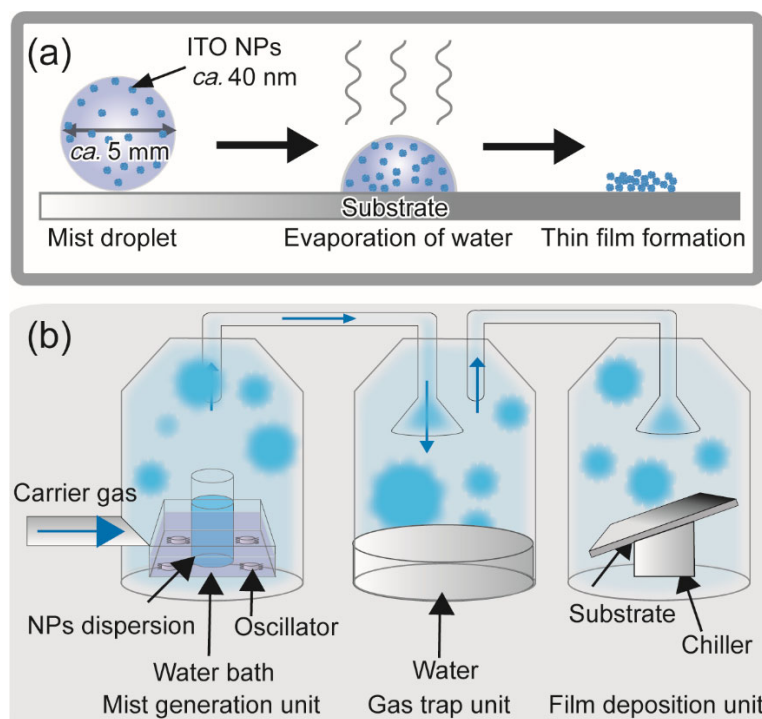 (a)
ITO NPs
ca. 40 nm
ca. 5 mm
Substrate
Mist droplet
Evaporation of water
Thin film formation
(b)
Carrier gas
NPs dispersion
Oscillator
Water bath
Mist generation unit
Water
Gas trap unit
Substrate
Chiller
Film deposition unit